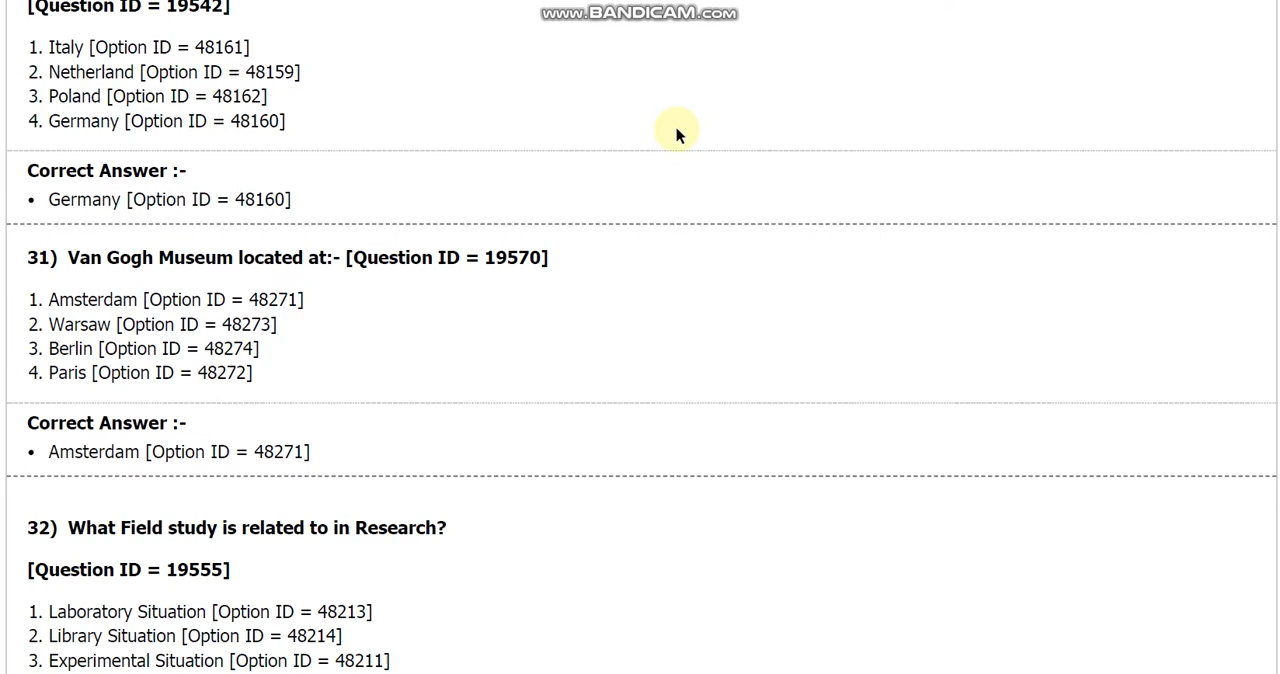 [Question ID = 19542]
www.BANDICAM.com
1. Italy [Option ID = 48161]
2. Netherland [Option ID = 48159]
3. Poland [Option ID = 48162]
4. Germany [Option ID = 48160]
Correct Answer :-
• Germany [Option ID = 48160]
31) Van Gogh Museum located at:- [Question ID = 19570]
1. Amsterdam [Option ID = 48271]
2. Warsaw [Option ID = 48273]
3. Berlin [Option ID = 48274]
4. Paris [Option ID = 48272]
Correct Answer :-
• Amsterdam [Option ID = 48271]
32) What Field study is related to in Research?
[Question ID = 19555]
1. Laboratory Situation [Option ID = 48213]
2. Library Situation [Option ID = 48214]
3. Experimental Situation [Option ID = 48211]